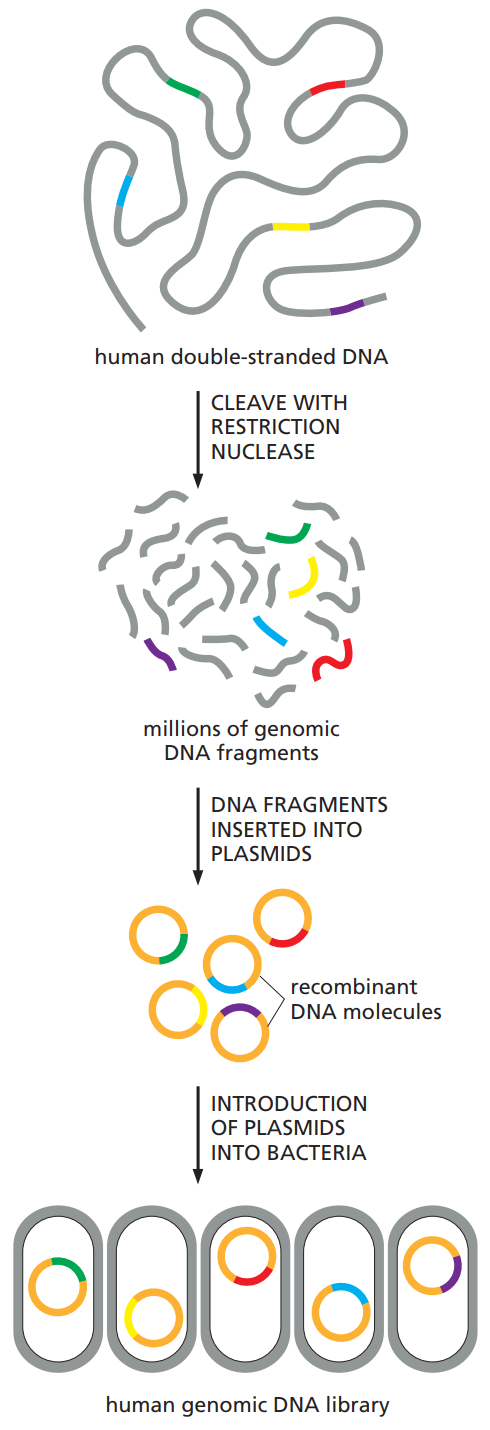 human double-stranded DNA
CLEAVE WITH
RESTRICTION
NUCLEASE
millions of genomic
DNA fragments
DNA FRAGMENTS
INSERTED INTO
PLASMIDS
recombinant
DNA molecules
INTRODUCTION
OF PLASMIDS
INTO BACTERIA
human genomic DNA library